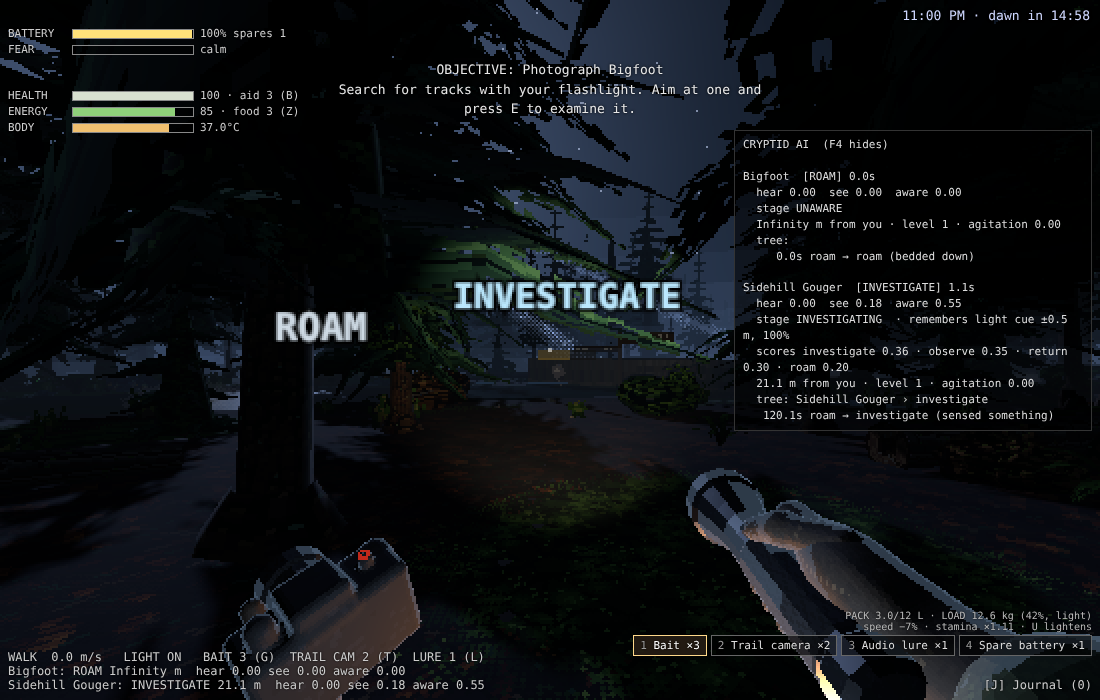 11:00 PM · dawn in 14:58
BATTERY 100% spares 1
FEAR calm
HEALTH 100 · aid 3 (B)
ENERGY 85 · food 3 (Z)
BODY 37.0°C
OBJECTIVE: Photograph Bigfoot
Search for tracks with your flashlight. Aim at one and
press E to examine it.
CRYPTID AI (F4 hides)
Bigfoot [ROAM] 0.0s
hear 0.00 see 0.00 aware 0.00
stage UNAWARE
Infinity m from you · level 1 · agitation 0.00
tree:
0.0s roam → roam (bedded down)
Sidehill Gouger [INVESTIGATE] 1.1s
hear 0.00 see 0.18 aware 0.55
stage INVESTIGATING · remembers light cue ±0.5
m, 100%
scores investigate 0.36 · observe 0.35 · return
0.30 · roam 0.20
21.1 m from you · level 1 · agitation 0.00
tree: Sidehill Gouger › investigate
120.1s roam → investigate (sensed something)
INVESTIGATE
ROAM
PACK 3.0/12 L · LOAD 12.6 kg (42%, light)
speed −7% · stamina ×1.11 · U lightens
1 Bait ×3 2 Trail camera ×2 3 Audio lure ×1 4 Spare battery ×1
WALK 0.0 m/s LIGHT ON BAIT 3 (G) TRAIL CAM 2 (T) LURE 1 (L)
Bigfoot: ROAM Infinity m hear 0.00 see 0.00 aware 0.00
Sidehill Gouger: INVESTIGATE 21.1 m hear 0.00 see 0.18 aware 0.55
[J] Journal (0)